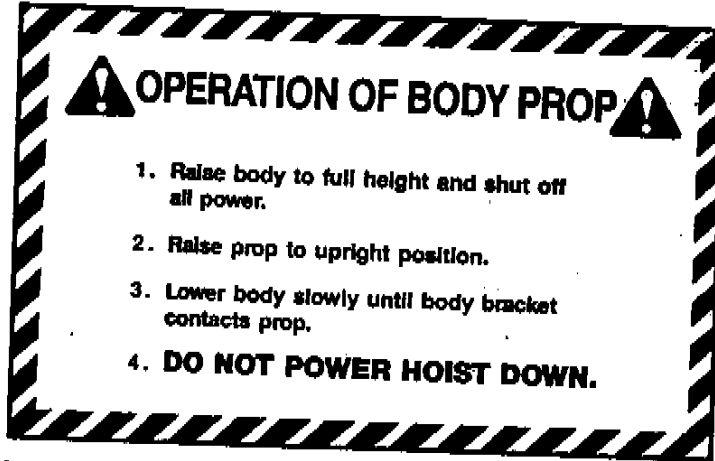 OPERATION OF BODY PROP
1. Raise body to full height and shut off
all power.
2. Raise prop to upright position.
3. Lower body slowly until body bracket
contacts prop.
4. DO NOT POWER HOIST DOWN.